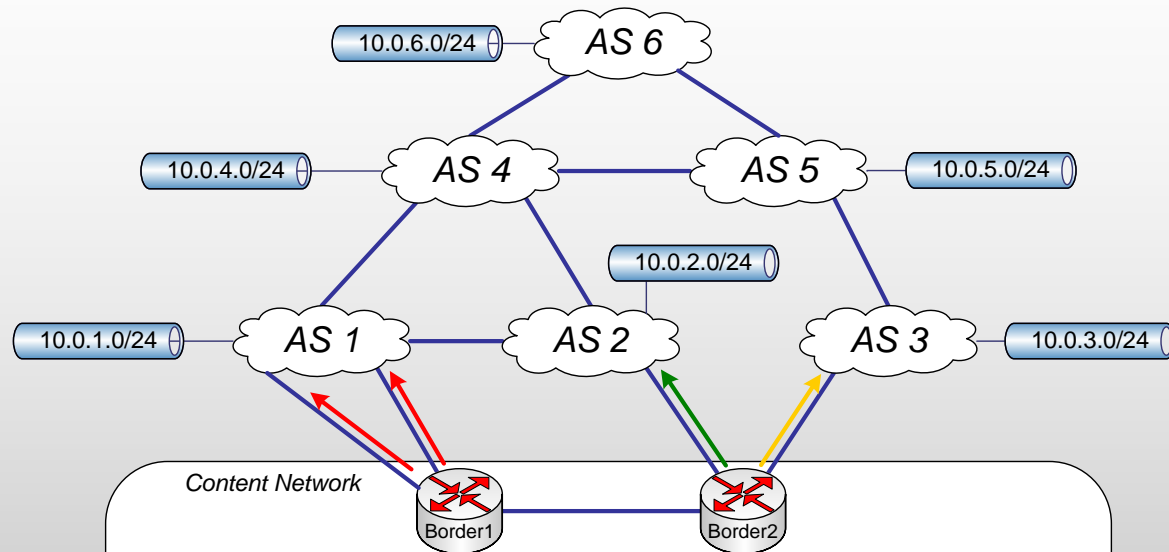 10.0.6.0/24
AS 6
10.0.4.0/24
AS 4
AS 5
10.0.5.0/24
10.0.2.0/24
10.0.1.0/24
AS 1
AS 2
AS 3
10.0.3.0/24
Content Network
Border1
Border2